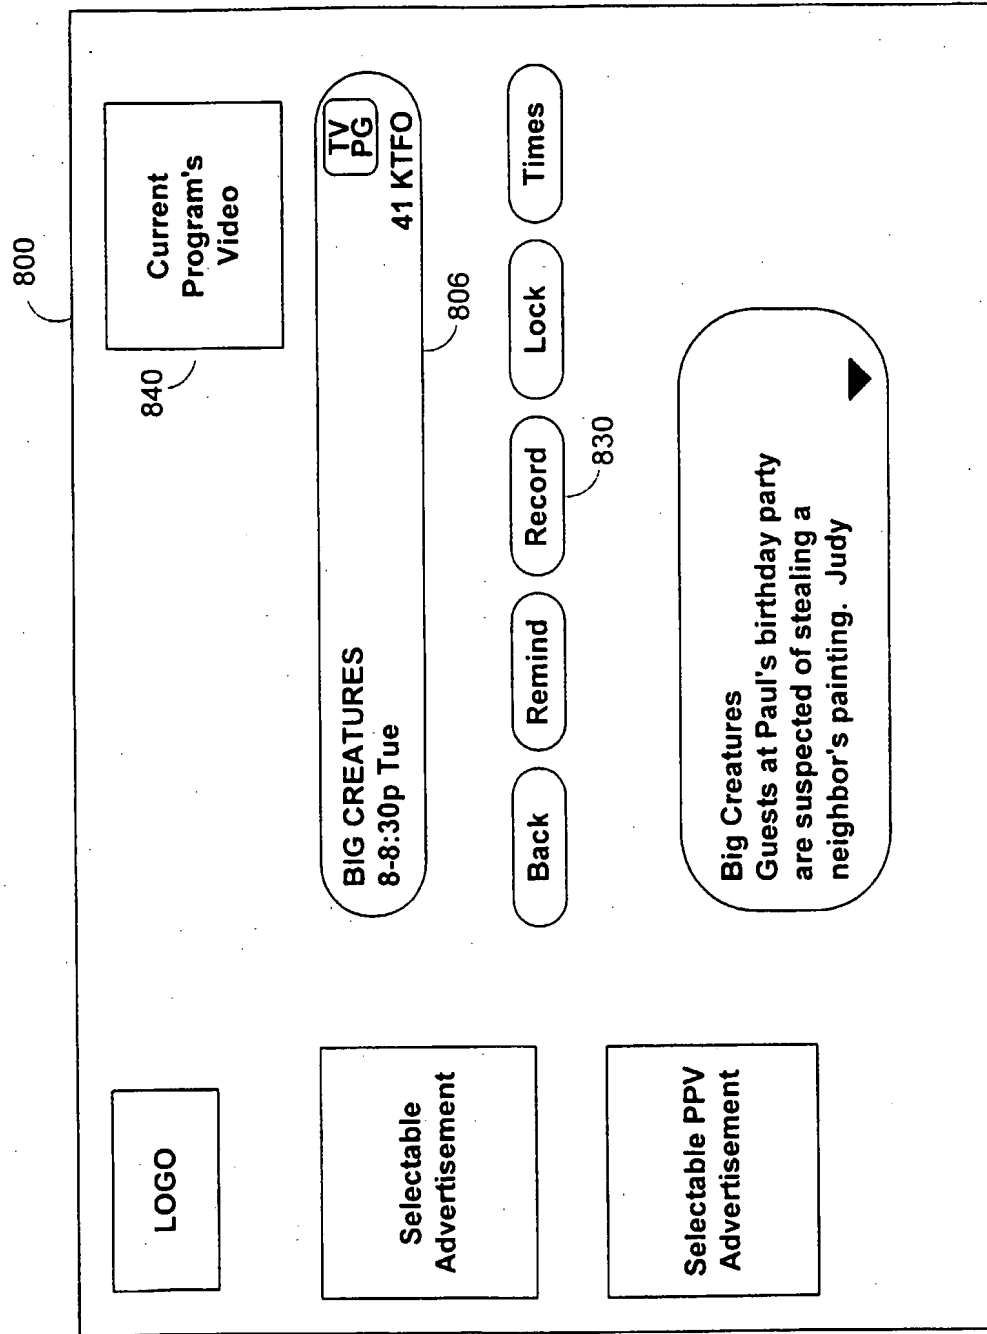 800
LOGO
Current
Program's
Video
840
BIG CREATURES
8-8:30p Tue
TV
PG
41 KTFO
806
Back
Remind
Record
Lock
Times
830
Selectable
Advertisement
Selectable PPV
Advertisement
Big Creatures
Guests at Paul's birthday party
are suspected of stealing a
neighbor's painting. Judy